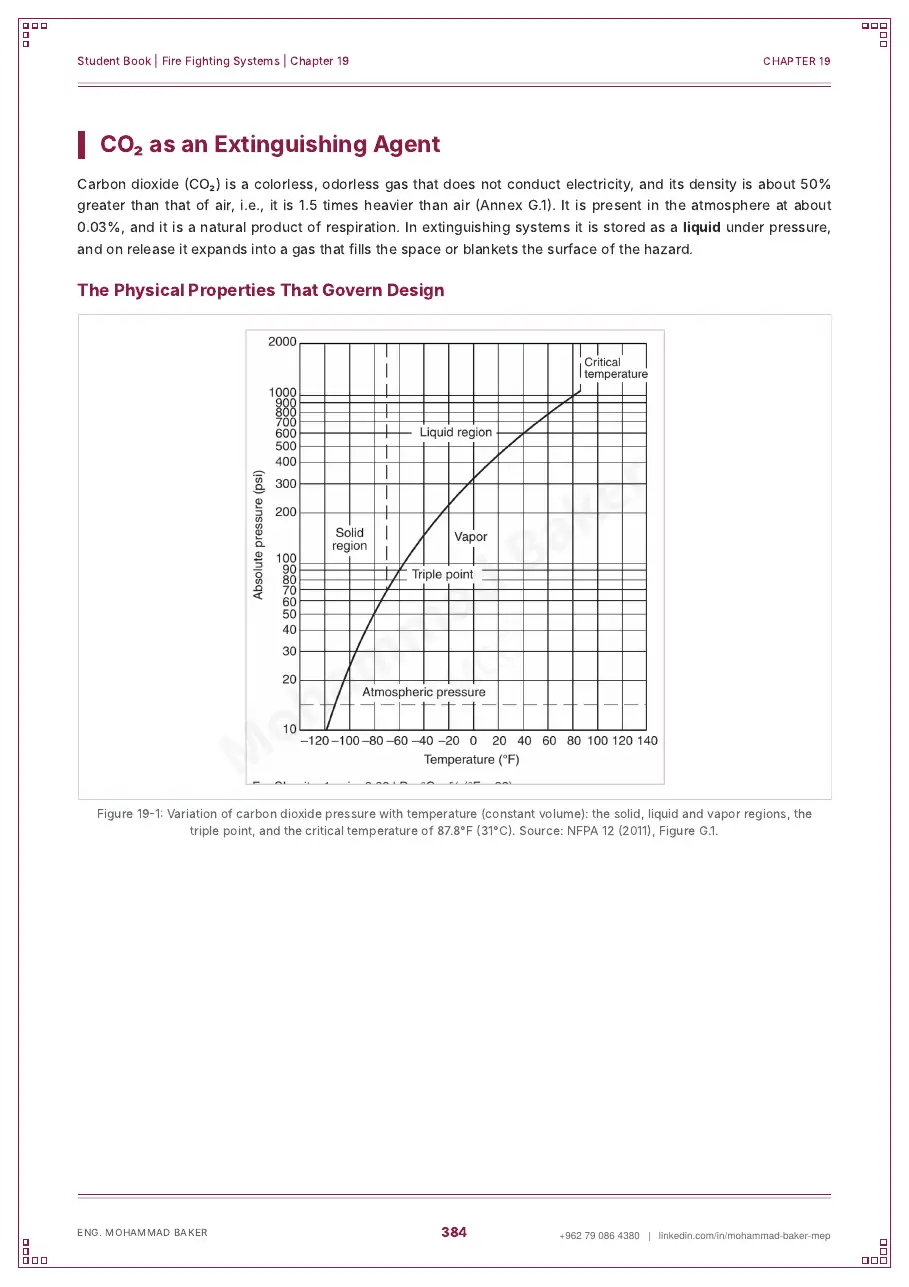 Student Book | Fire Fighting Systems | Chapter 19
CHAPTER 19
CO₂ as an Extinguishing Agent
Carbon dioxide (CO₂) is a colorless, odorless gas that does not conduct electricity, and its density is about 50%
greater than that of air, i.e., it is 1.5 times heavier than air (Annex G.1). It is present in the atmosphere at about
0.03%, and it is a natural product of respiration. In extinguishing systems it is stored as a liquid under pressure,
and on release it expands into a gas that fills the space or blankets the surface of the hazard.
The Physical Properties That Govern Design
2000
1000
900
800
700
600
500
400
300
200
100
90
80
70
60
50
40
30
20
10
Absolute pressure (psi)
Critical
temperature
Liquid region
Solid
region
Vapor
Triple point
Atmospheric pressure
–120 –100 –80 –60 –40 –20 0 20 40 60 80 100 120 140
Temperature (°F)
Mohammad Baker
Figure 19-1: Variation of carbon dioxide pressure with temperature (constant volume): the solid, liquid and vapor regions, the
triple point, and the critical temperature of 87.8°F (31°C). Source: NFPA 12 (2011), Figure G.1.
ENG. MOHAMMAD BAKER
384
+962 79 086 4380 | linkedin.com/in/mohammad-baker-mep